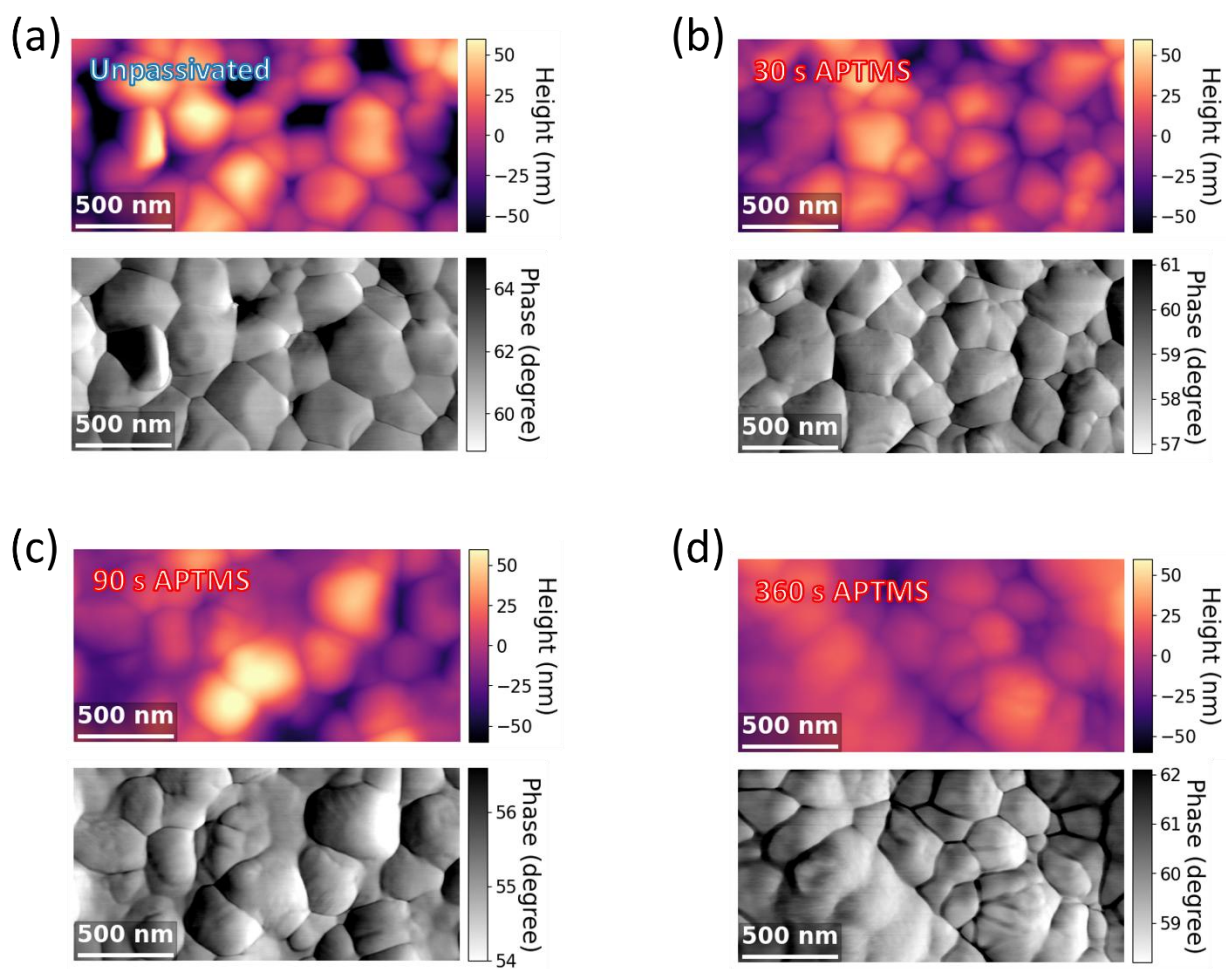 (a)
Unpassivated
500 nm
50
25
0
−25
−50
Height (nm)
500 nm
64
62
60
Phase (degree)
(b)
30 s APTMS
500 nm
50
25
0
−25
−50
Height (nm)
500 nm
61
60
59
58
57
Phase (degree)
(c)
90 s APTMS
500 nm
50
25
0
−25
−50
Height (nm)
500 nm
56
55
54
Phase (degree)
(d)
360 s APTMS
500 nm
50
25
0
−25
−50
Height (nm)
500 nm
62
61
60
59
Phase (degree)